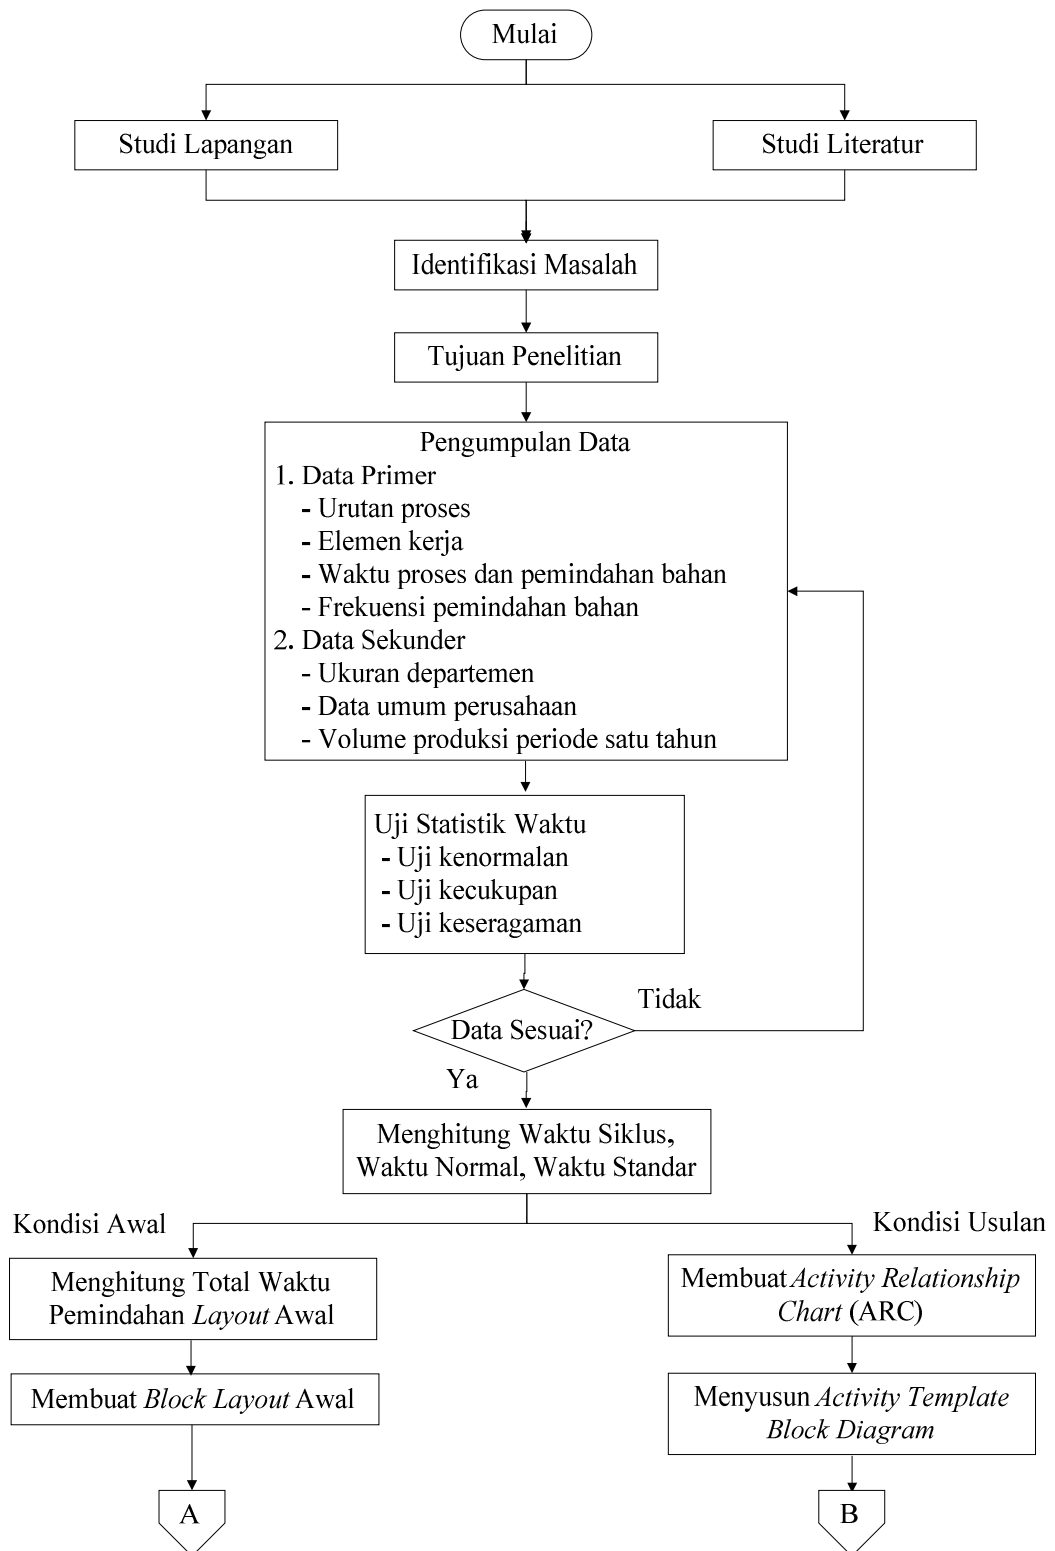 Mulai
Studi Lapangan
Studi Literatur
Identifikasi Masalah
Tujuan Penelitian
Pengumpulan Data
1. Data Primer
- Urutan proses
- Elemen kerja
- Waktu proses dan pemindahan bahan
- Frekuensi pemindahan bahan
2. Data Sekunder
- Ukuran departemen
- Data umum perusahaan
- Volume produksi periode satu tahun
Uji Statistik Waktu
- Uji kenormalan
- Uji kecukupan
- Uji keseragaman
Tidak
Data Sesuai?
Ya
Menghitung Waktu Siklus,
Waktu Normal, Waktu Standar
Kondisi Awal
Kondisi Usulan
Menghitung Total Waktu
Pemindahan Layout Awal
Membuat Activity Relationship
Chart (ARC)
Membuat Block Layout Awal
Menyusun Activity Template
Block Diagram
A
B